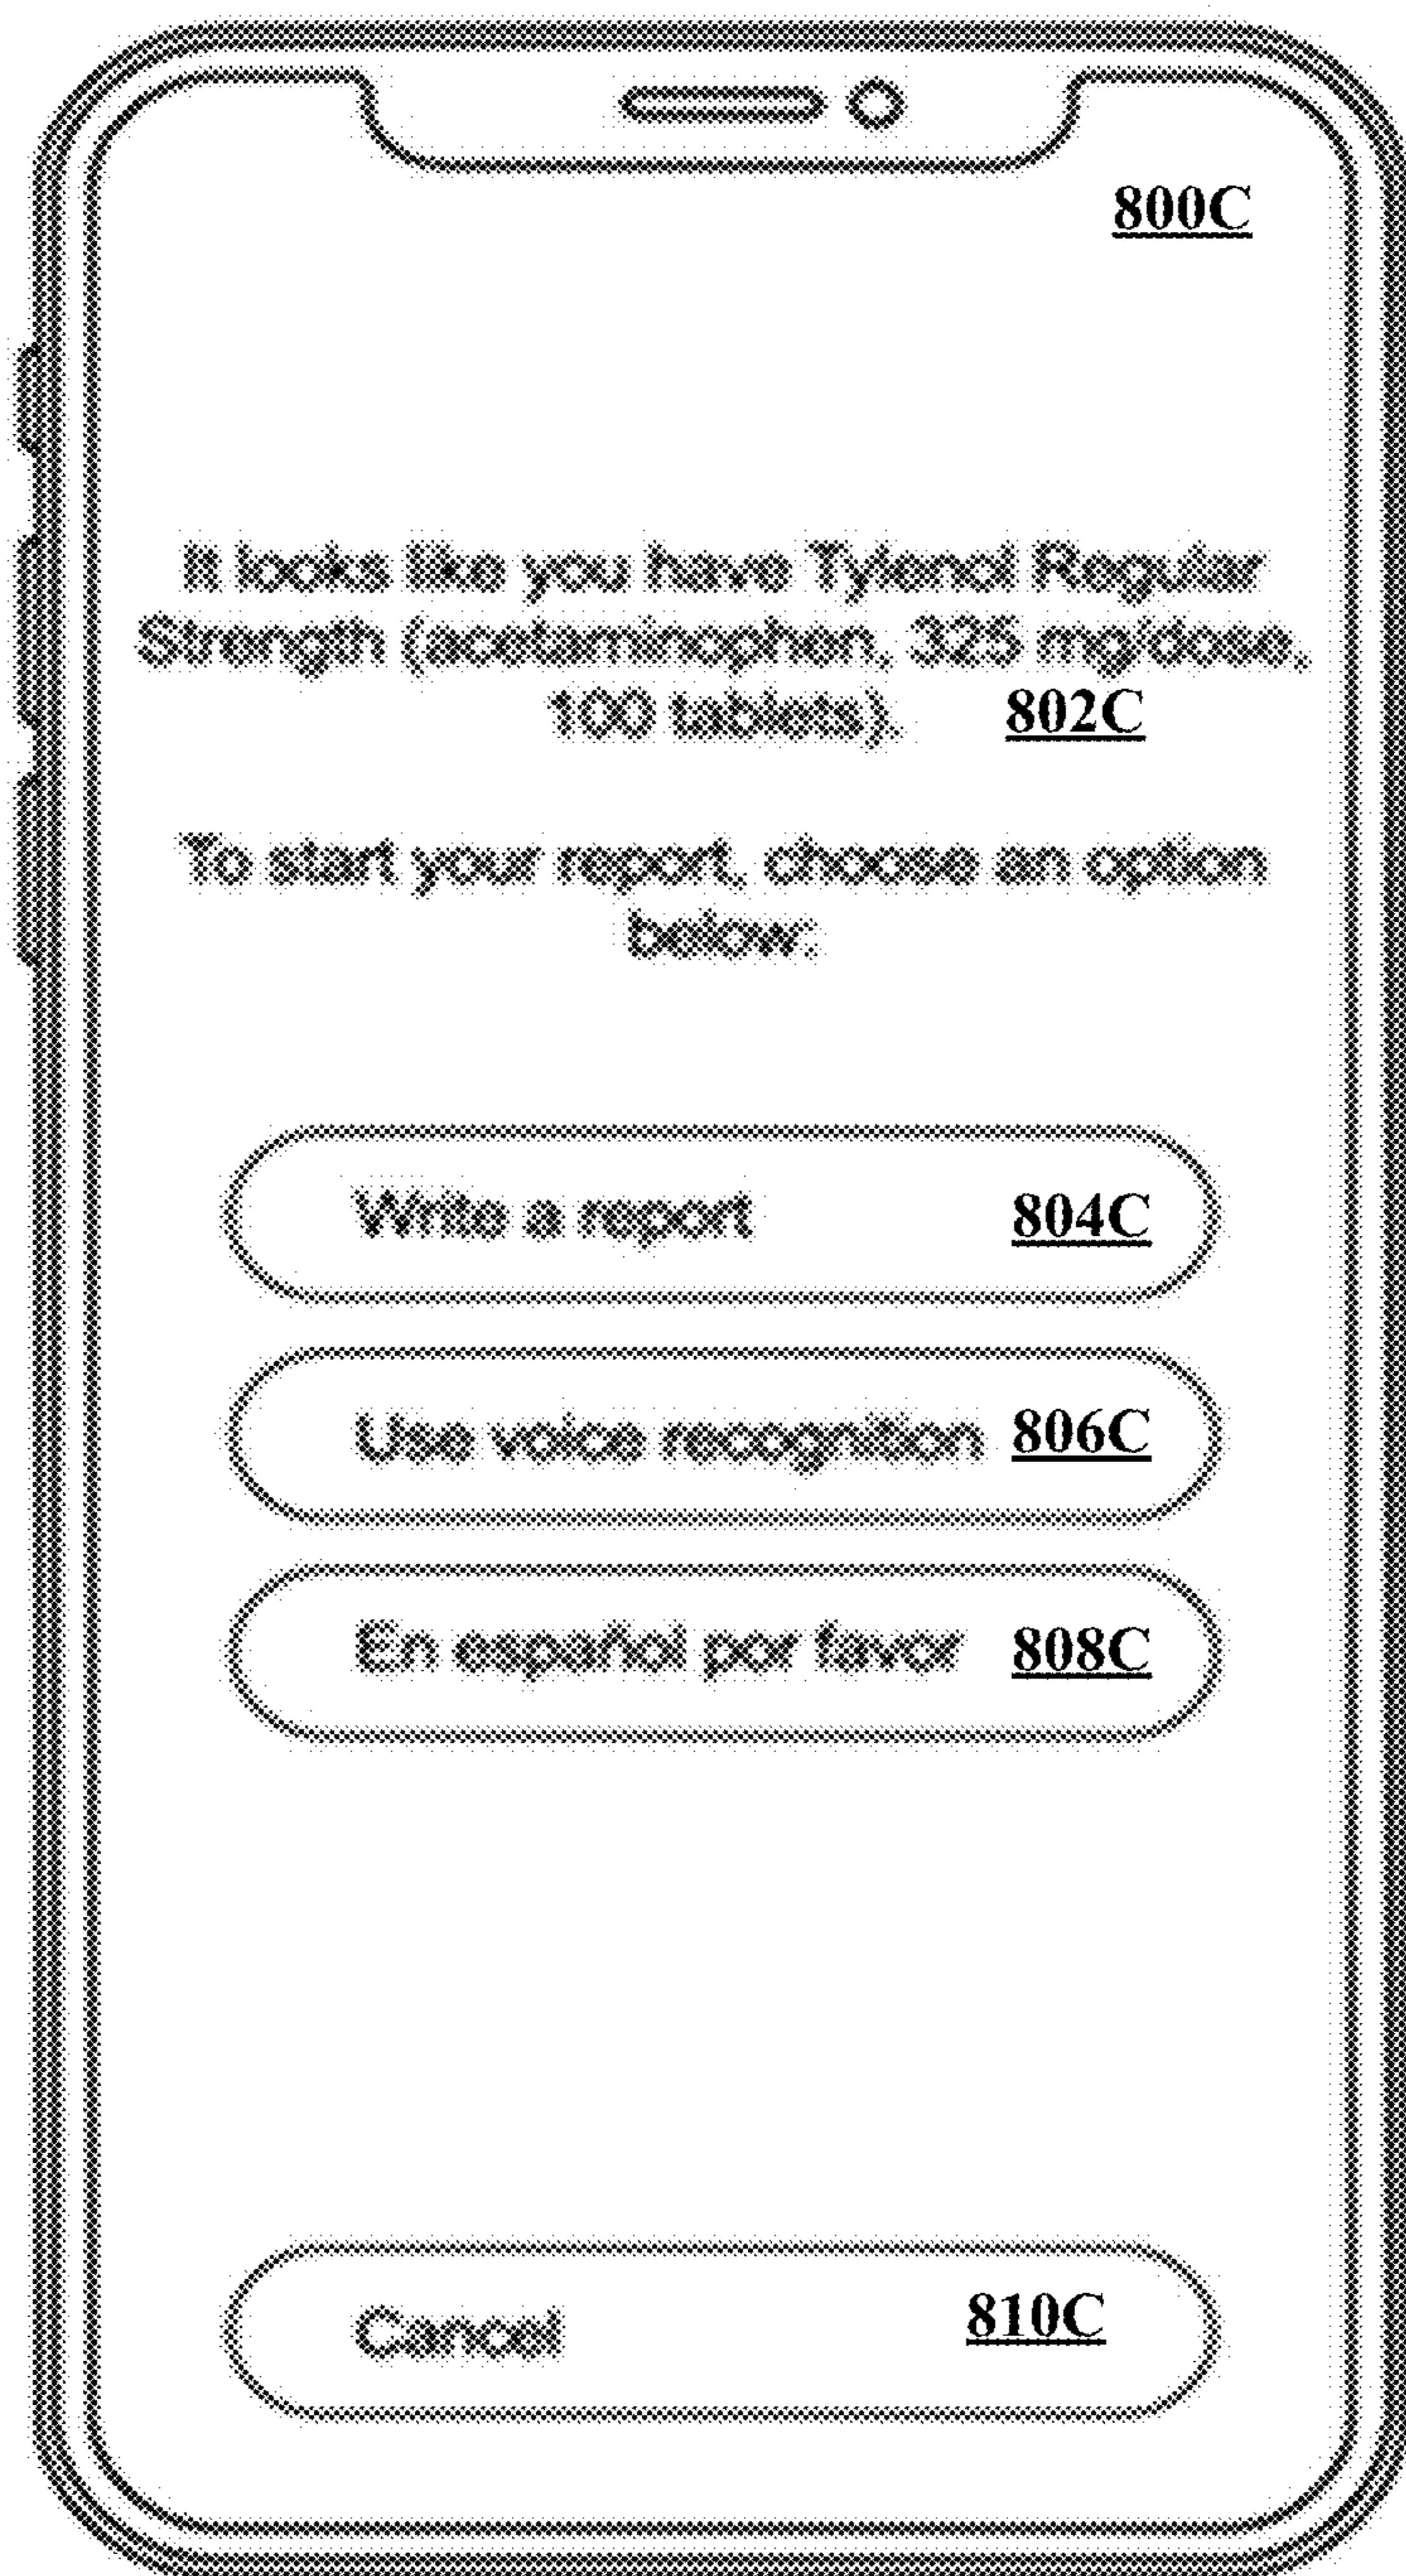 800C
It looks like you have Tylenol Regular
Strength (acetaminophen, 325 mg/dose,
100 tablets). 802C
To start your report, choose an option
below:
Write a report 804C
Use voice recognition 806C
En español por favor 808C
Cancel 810C